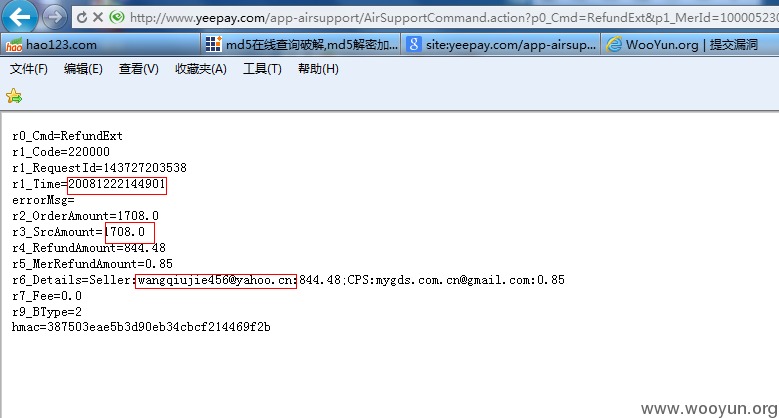 http://www.yeepay.com/app-airsupport/AirSupportCommand.action?p0_Cmd=RefundExt&p1_MerId=10000523
hao123.com
md5在线查询破解,md5解密加...
site:yeepay.com/app-airsup...
WooYun.org | 提交漏洞
文件(F) 编辑(E) 查看(V) 收藏夹(A) 工具(T) 帮助(H)
r0_Cmd=RefundExt
r1_Code=220000
r1_RequestId=143727203538
r1_Time=20081222144901
errorMsg=
r2_OrderAmount=1708.0
r3_SrcAmount=1708.0
r4_RefundAmount=844.48
r5_MerRefundAmount=0.85
r6_Details=Seller:wangqiujie456@yahoo.cn:844.48;CPS:mygds.com.cn@gmail.com:0.85
r7_Fee=0.0
r9_BType=2
hmac=387503eae5b3d90eb34cbcf214469f2b
www.wooyun.org